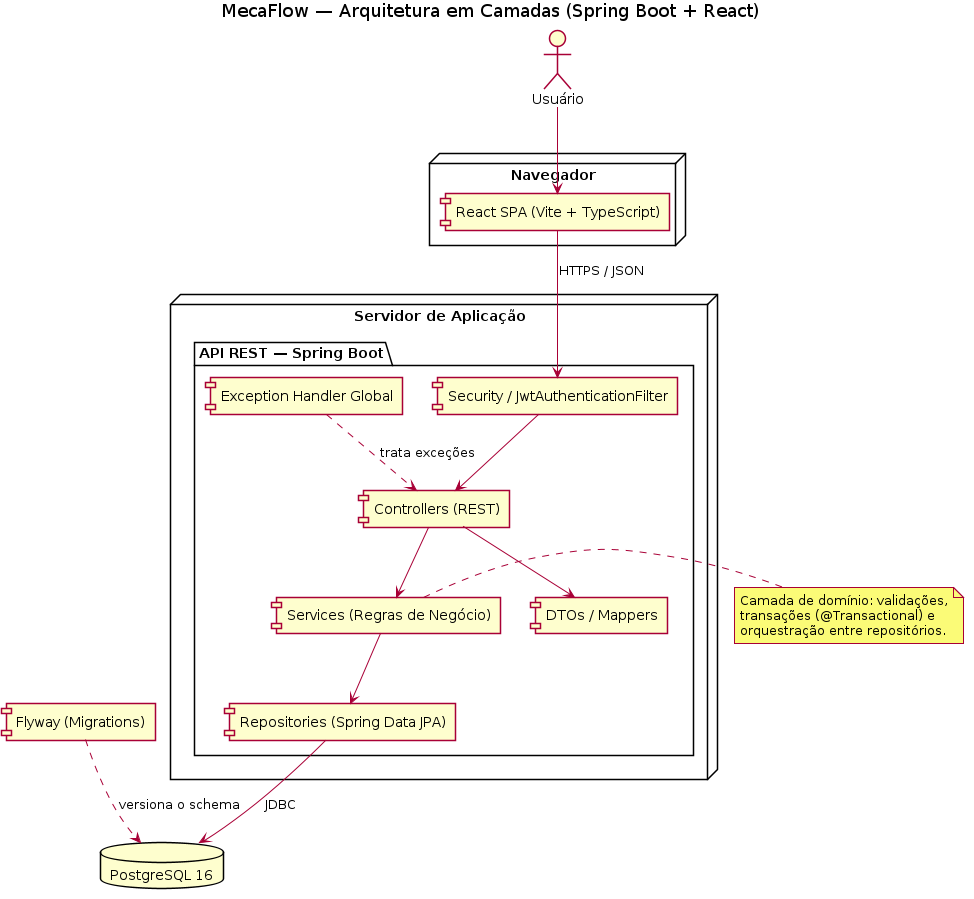 MecaFlow — Arquitetura em Camadas (Spring Boot + React)
Usuário
Navegador
React SPA (Vite + TypeScript)
HTTPS / JSON
Servidor de Aplicação
API REST — Spring Boot
Exception Handler Global
Security / JwtAuthenticationFilter
trata exceções
Controllers (REST)
Services (Regras de Negócio)
DTOs / Mappers
Camada de domínio: validações,
transações (@Transactional) e
orquestração entre repositórios.
Flyway (Migrations)
Repositories (Spring Data JPA)
versiona o schema
JDBC
PostgreSQL 16